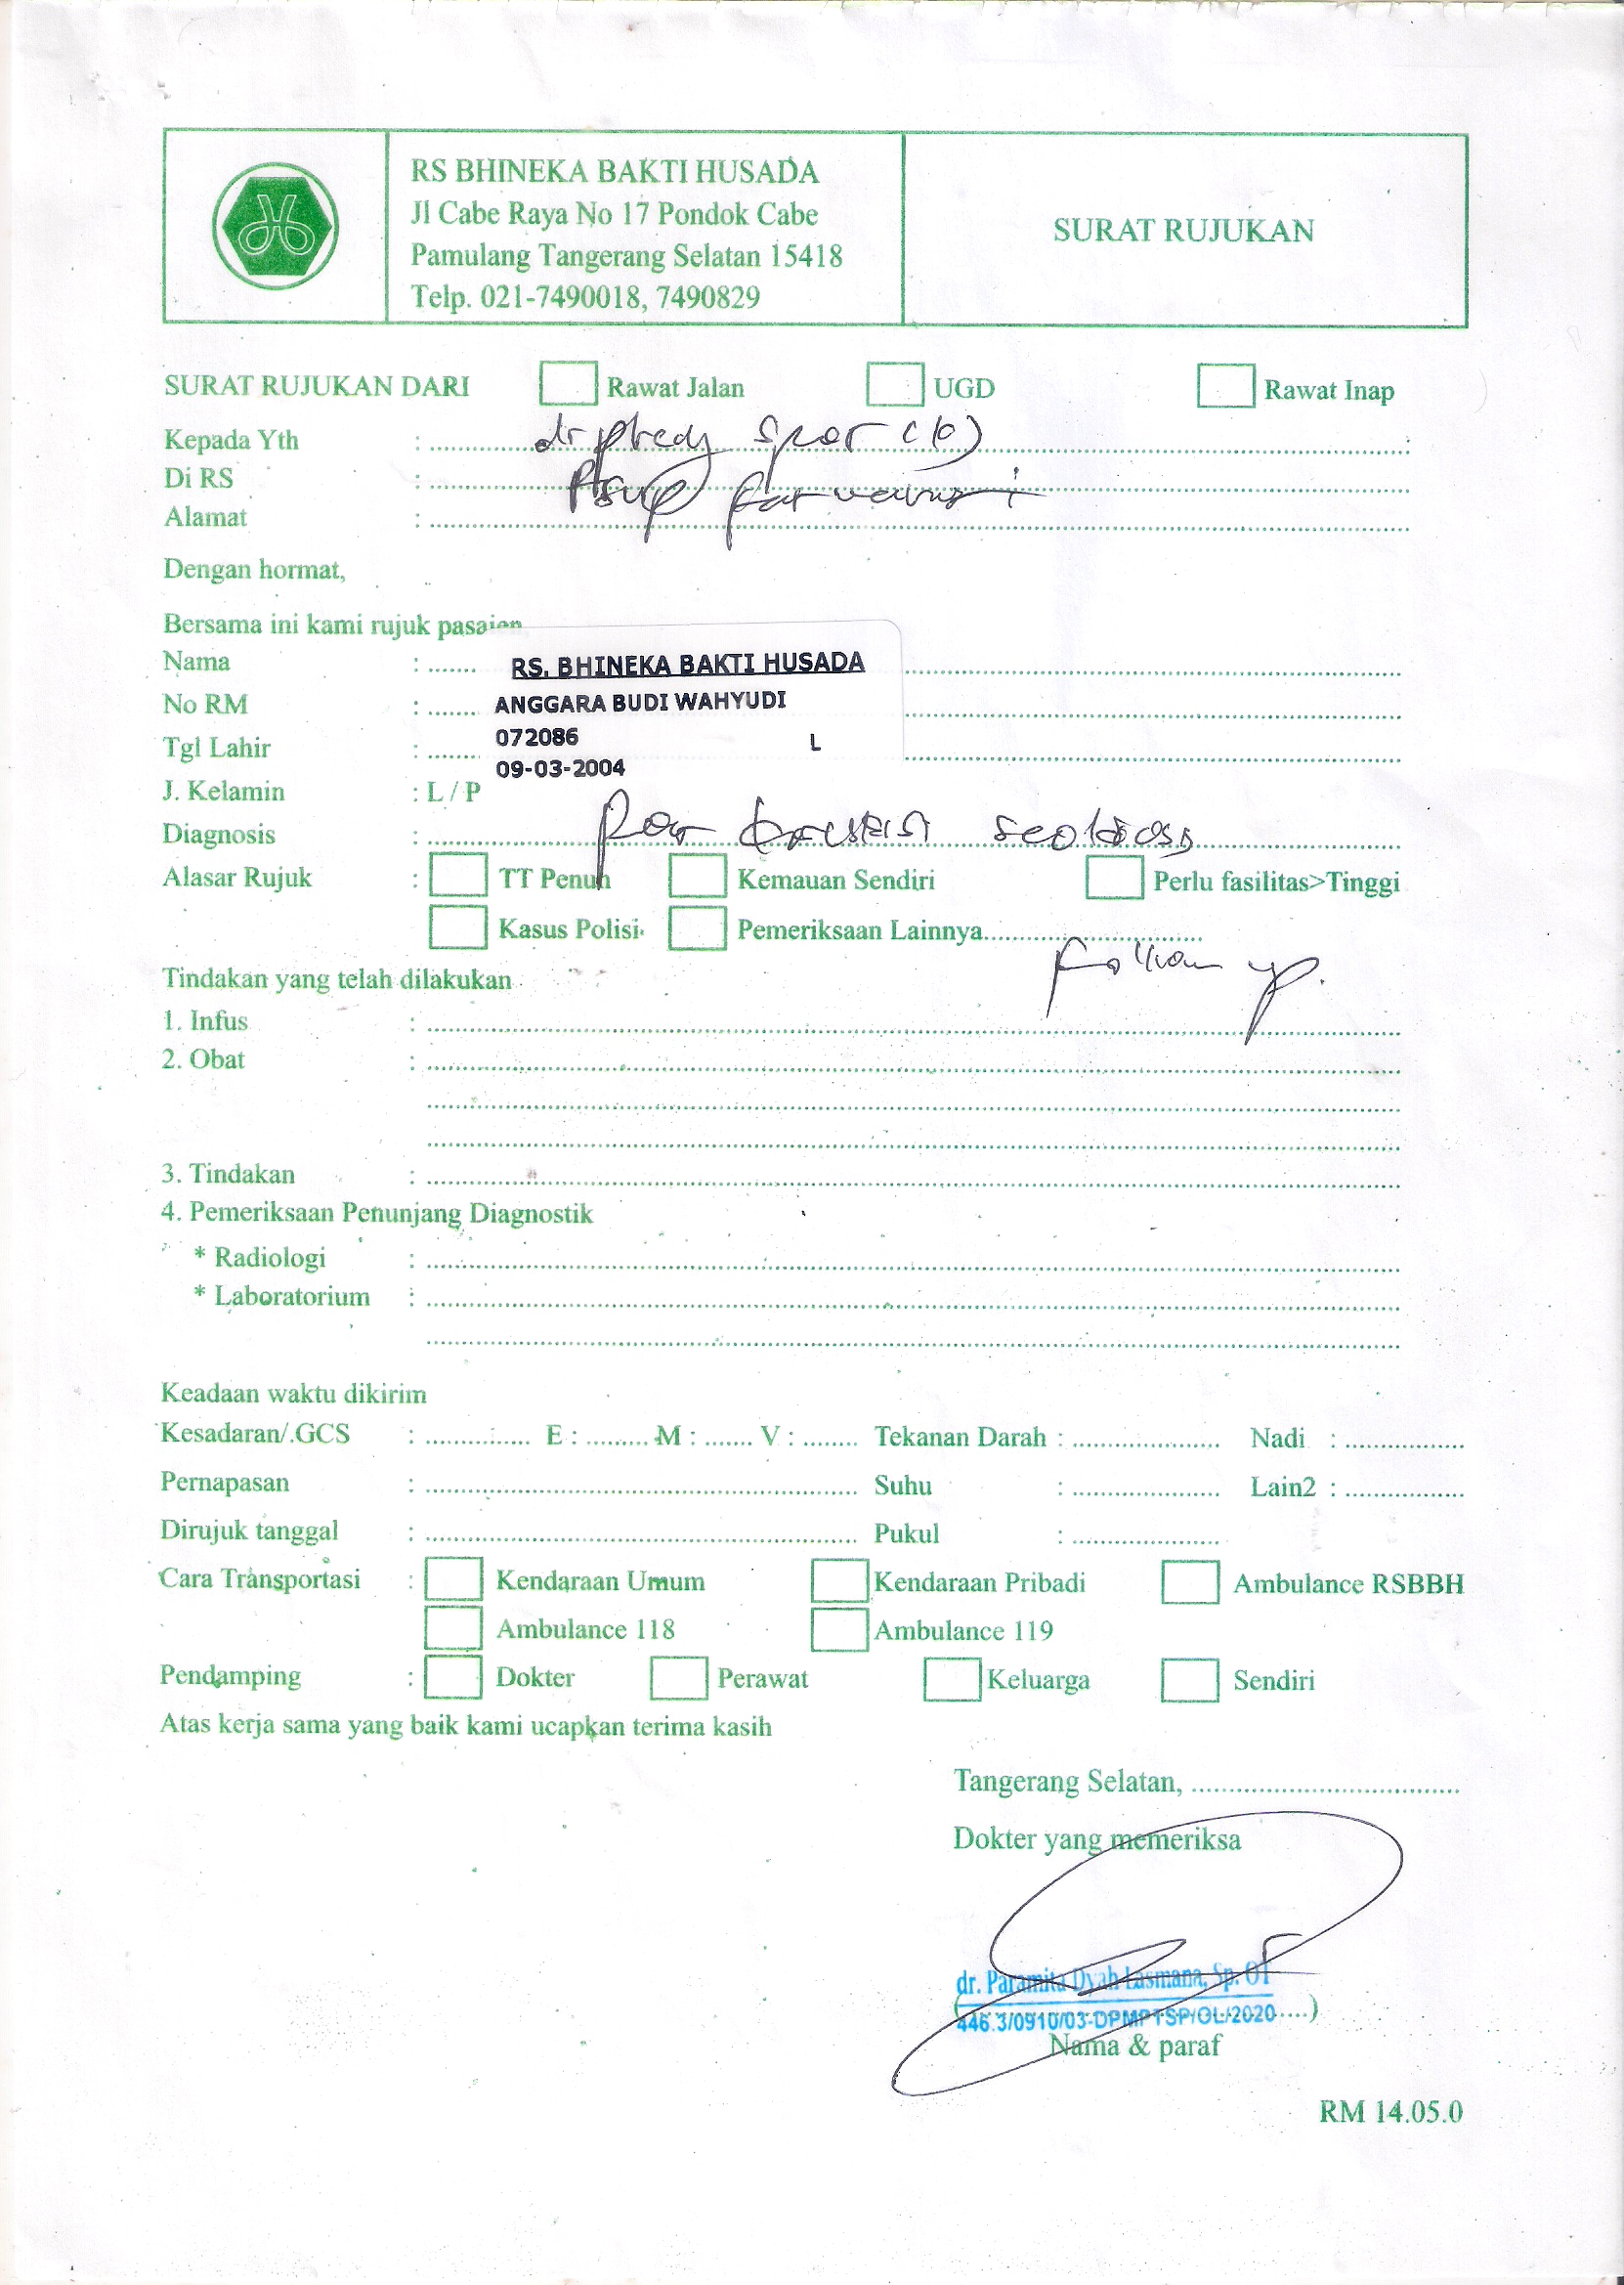 RS BHINEKA BAKTI HUSADA
Jl Cabe Raya No 17 Pondok Cabe
Pamulang Tangerang Selatan 15418
Telp. 021-7490018, 7490829
SURAT RUJUKAN
SURAT RUJUKAN DARI Rawat Jalan UGD Rawat Inap
Kepada Yth : dr
Di RS : RSUP Fatmawati
Alamat :
Dengan hormat,
Bersama ini kami rujuk pasaien
Nama :
RS. BHINEKA BAKTI HUSADA
No RM :
ANGGARA BUDI WAHYUDI
Tgl Lahir :
072086 L
09-03-2004
J. Kelamin : L / P
Diagnosis :
Alasar Rujuk : TT Penuh Kemauan Sendiri Perlu fasilitas>Tinggi
Kasus Polisi Pemeriksaan Lainnya
Follow up.
Tindakan yang telah dilakukan
1. Infus :
2. Obat :
3. Tindakan :
4. Pemeriksaan Penunjang Diagnostik
* Radiologi :
* Laboratorium :
Keadaan waktu dikirim
Kesadaran/.GCS : E : M : V : Tekanan Darah : Nadi :
Pernapasan : Suhu : Lain2 :
Dirujuk tanggal : Pukul :
Cara Transportasi : Kendaraan Umum Kendaraan Pribadi Ambulance RSBBH
Ambulance 118 Ambulance 119
Pendamping : Dokter Perawat Keluarga Sendiri
Atas kerja sama yang baik kami ucapkan terima kasih
Tangerang Selatan,
Dokter yang memeriksa
dr. Paramita Dyah Lasmana, Sp. OT
446.3/0910/03-DPMPTSP/OL/2020
Nama & paraf
RM 14.05.0